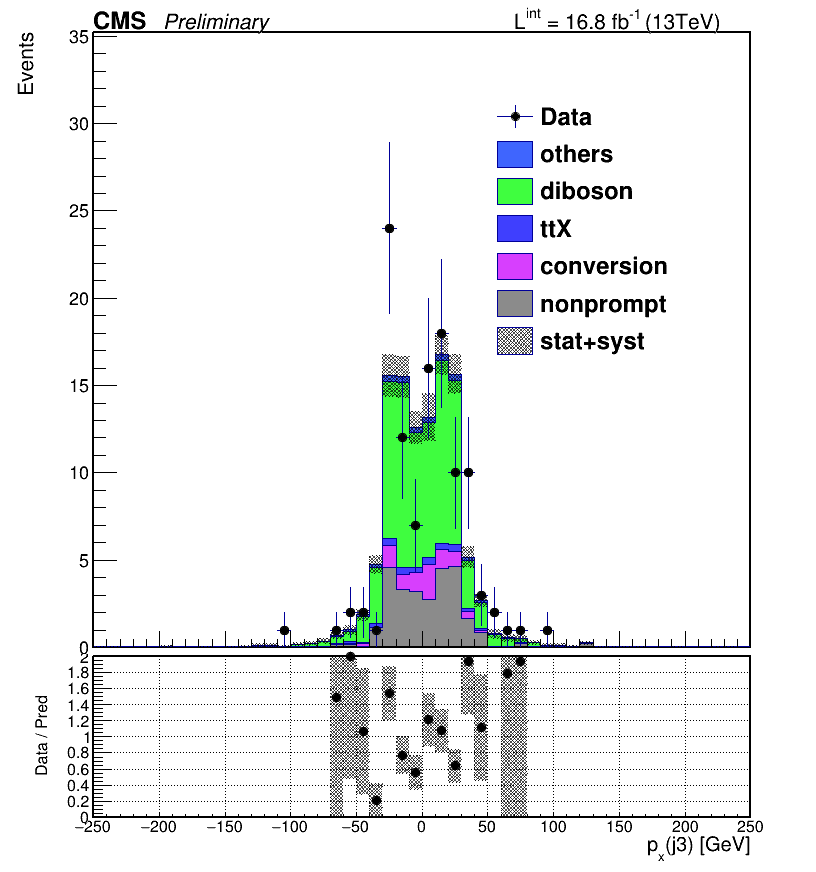 CMS Preliminary L^int = 16.8 fb^-1 (13TeV)
Events
35
30
25
20
15
10
5
0
Data
others
diboson
ttX
conversion
nonprompt
stat+syst
Data / Pred
2
1.8
1.6
1.4
1.2
1
0.8
0.6
0.4
0.2
0
−250 −200 −150 −100 −50 0 50 100 150 200 250
p_x(j3) [GeV]